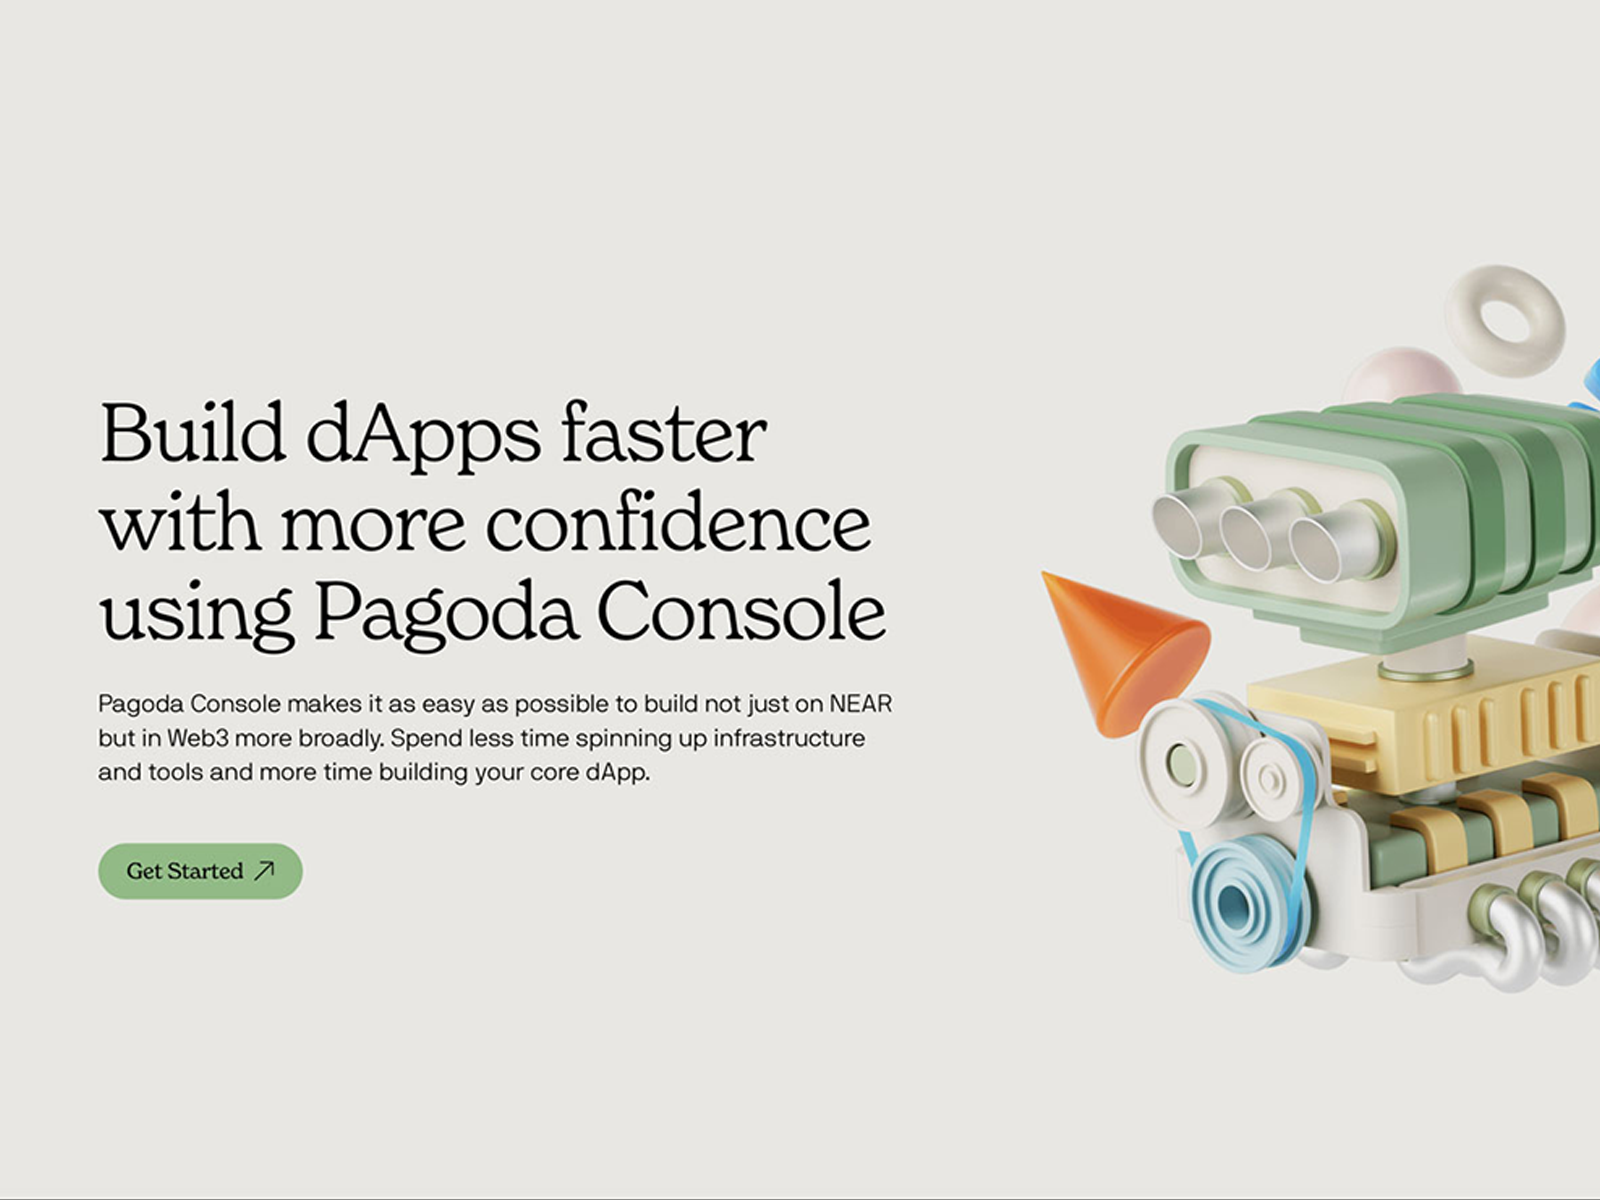 Build dApps faster
with more confidence
using Pagoda Console
Pagoda Console makes it as easy as possible to build not just on NEAR
but in Web3 more broadly. Spend less time spinning up infrastructure
and tools and more time building your core dApp.
Get Started